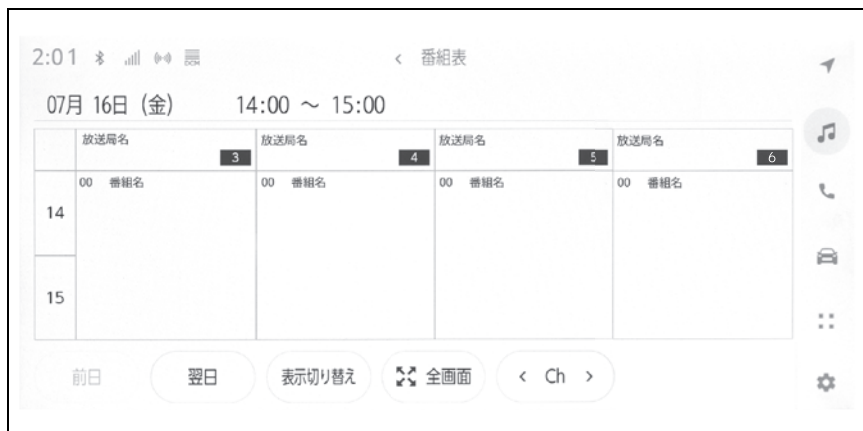 2:01 < 番組表
07月 16日 (金) 14:00 ～ 15:00
放送局名 3 放送局名 4 放送局名 5 放送局名 6
14 00 番組名 00 番組名 00 番組名 00 番組名
15
前日 翌日 表示切り替え 全画面 < Ch >